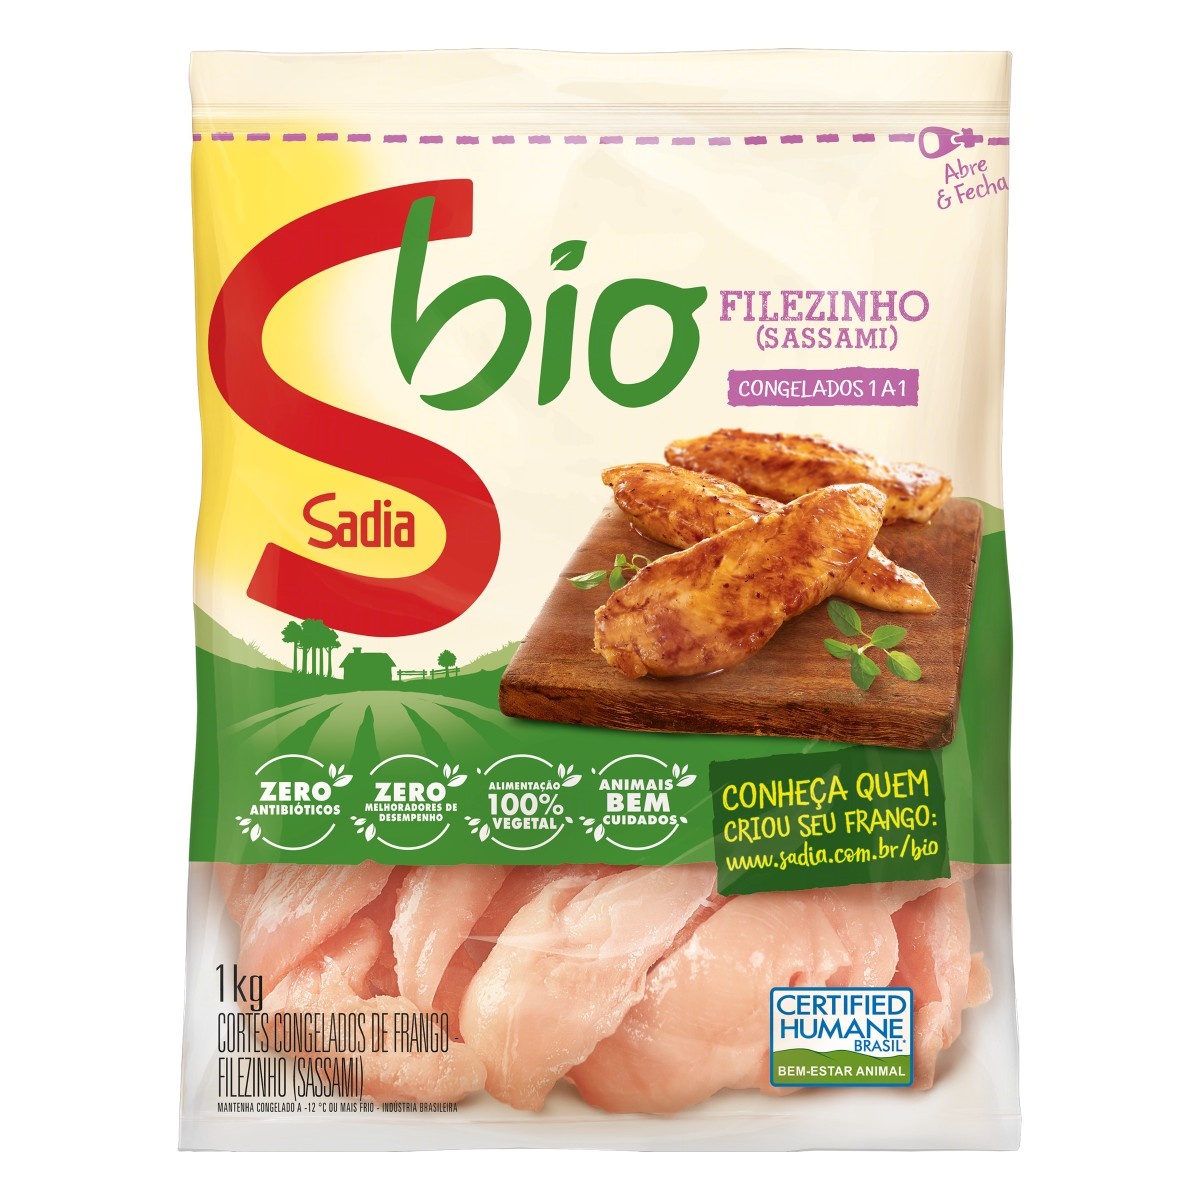 Abre
& Fecha
bio
FILEZINHO
(SASSAMI)
CONGELADOS 1 A 1
Sadia
ZERO
ANTIBIÓTICOS
ZERO
MELHORADORES DE
DESEMPENHO
ALIMENTAÇÃO
100%
VEGETAL
ANIMAIS
BEM
CUIDADOS
CONHEÇA QUEM
CRIOU SEU FRANGO:
www.sadia.com.br/bio
1kg
CORTES CONGELADOS DE FRANGO
FILEZINHO (SASSAMI)
MANTENHA CONGELADO A -12 °C OU MAIS FRIO - INDÚSTRIA BRASILEIRA
CERTIFIED
HUMANE
BRASIL®
BEM-ESTAR ANIMAL